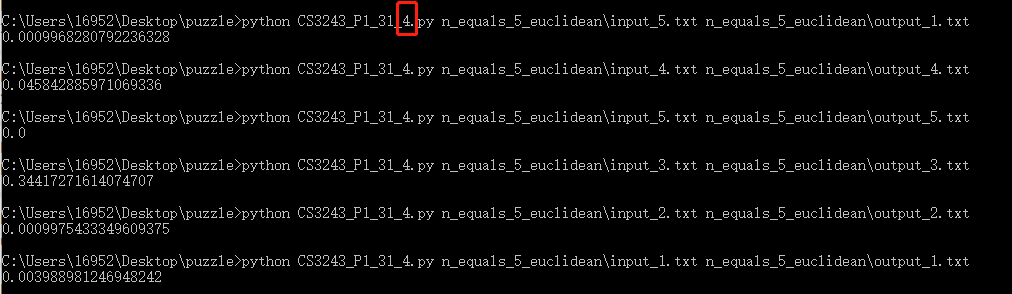 C:\Users\16952\Desktop\puzzle>python CS3243_P1_31_4.py n_equals_5_euclidean\input_5.txt n_equals_5_euclidean\output_1.txt
0.0009968280792236328
C:\Users\16952\Desktop\puzzle>python CS3243_P1_31_4.py n_equals_5_euclidean\input_4.txt n_equals_5_euclidean\output_4.txt
0.045842885971069336
C:\Users\16952\Desktop\puzzle>python CS3243_P1_31_4.py n_equals_5_euclidean\input_5.txt n_equals_5_euclidean\output_5.txt
0.0
C:\Users\16952\Desktop\puzzle>python CS3243_P1_31_4.py n_equals_5_euclidean\input_3.txt n_equals_5_euclidean\output_3.txt
0.34417271614074707
C:\Users\16952\Desktop\puzzle>python CS3243_P1_31_4.py n_equals_5_euclidean\input_2.txt n_equals_5_euclidean\output_2.txt
0.0009975433349609375
C:\Users\16952\Desktop\puzzle>python CS3243_P1_31_4.py n_equals_5_euclidean\input_1.txt n_equals_5_euclidean\output_1.txt
0.003988981246948242